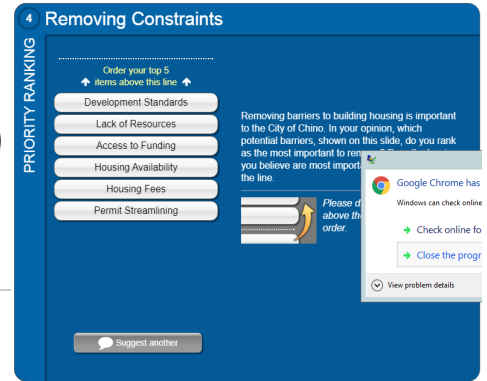 4 Removing Constraints
PRIORITY RANKING
Order your top 5
items above this line
Development Standards
Lack of Resources
Access to Funding
Housing Availability
Housing Fees
Permit Streamlining
Removing barriers to building housing is important
to the City of Chino. In your opinion, which
potential barriers, shown on this slide, do you rank
as the most important to
you believe are most
the line.
Please
above
order.
Suggest another
Google Chrome has
Windows can check online
Check online
Close the
View problem details